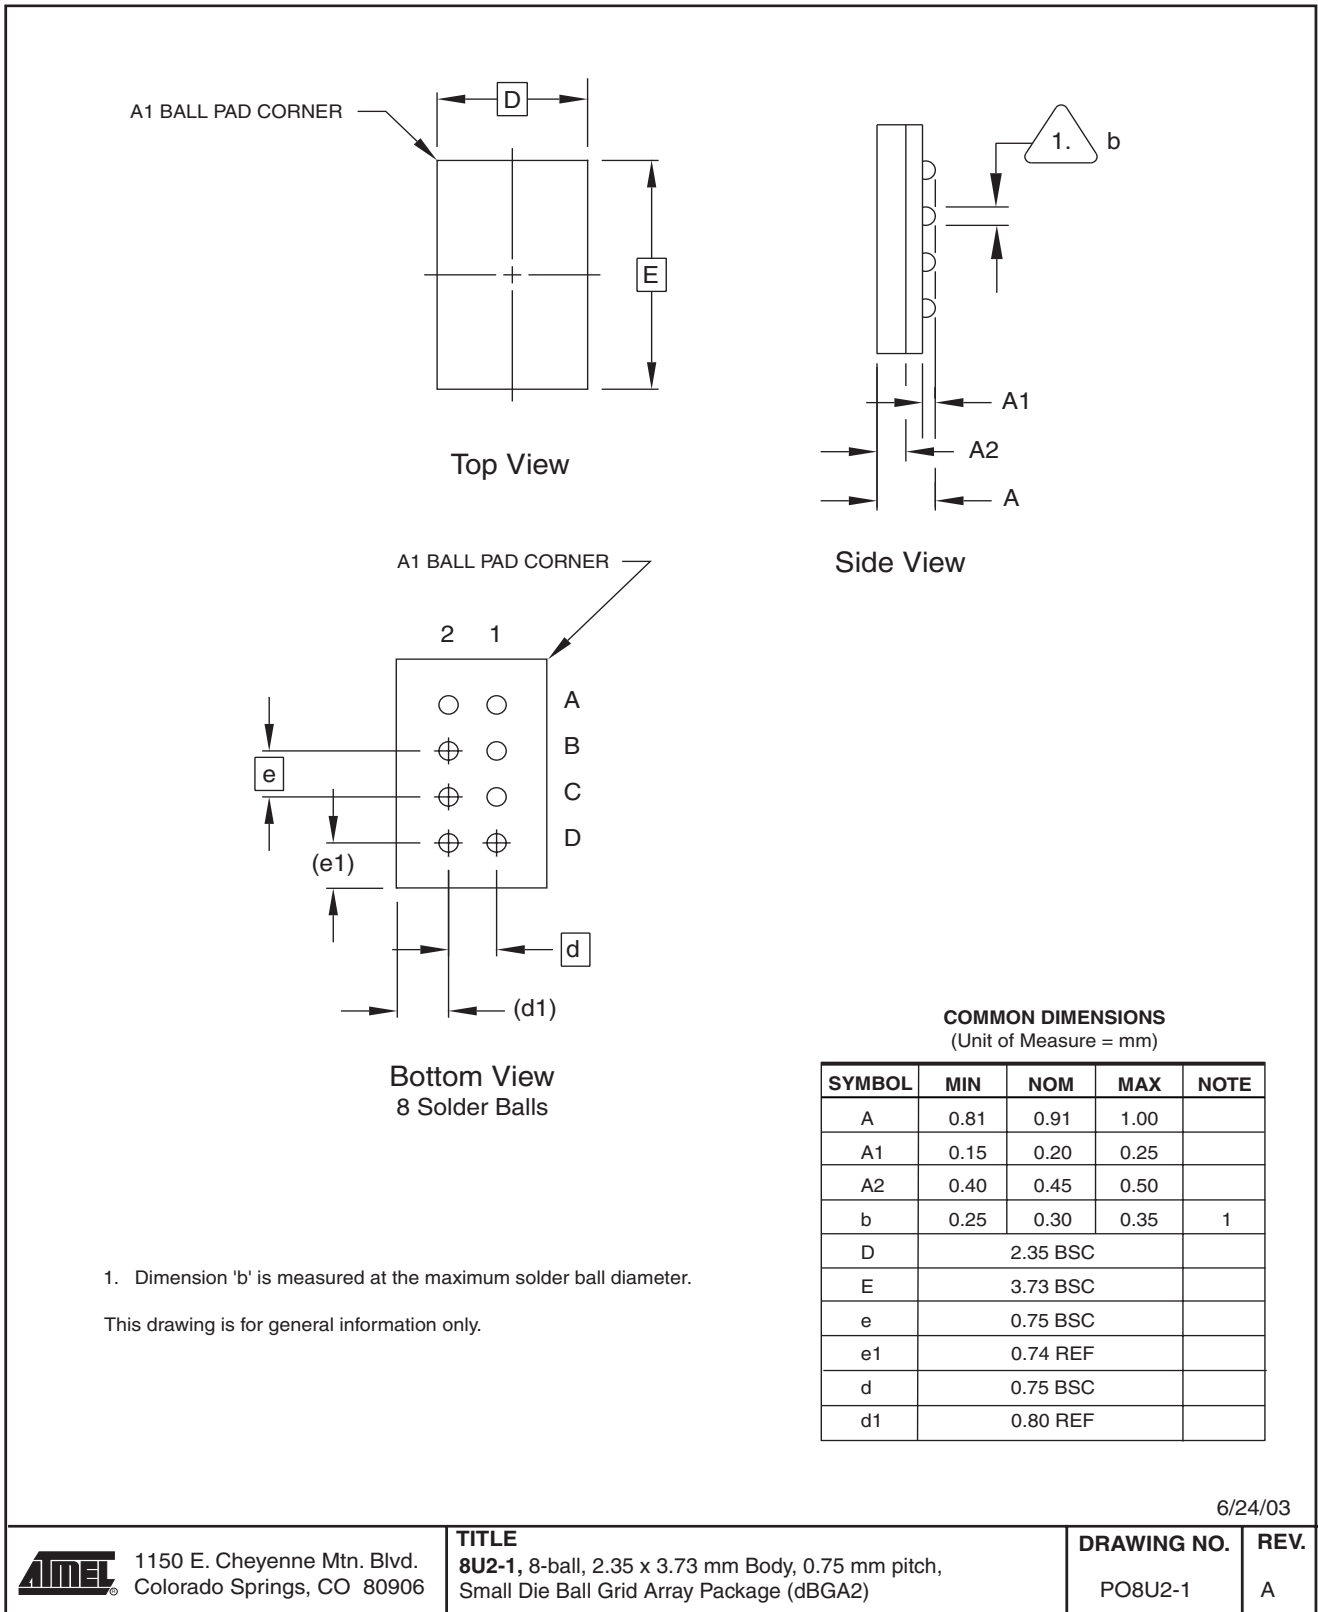 A1 BALL PAD CORNER
D
E
Top View
1. b
A1
A2
A
Side View
A1 BALL PAD CORNER
2 1
A
B
C
D
e
(e1)
d
(d1)
Bottom View
8 Solder Balls
COMMON DIMENSIONS
(Unit of Measure = mm)
SYMBOL MIN NOM MAX NOTE
A 0.81 0.91 1.00
A1 0.15 0.20 0.25
A2 0.40 0.45 0.50
b 0.25 0.30 0.35 1
D 2.35 BSC
E 3.73 BSC
e 0.75 BSC
e1 0.74 REF
d 0.75 BSC
d1 0.80 REF
1. Dimension 'b' is measured at the maximum solder ball diameter.
This drawing is for general information only.
6/24/03
ATMEL ®
1150 E. Cheyenne Mtn. Blvd.
Colorado Springs, CO 80906
TITLE
8U2-1, 8-ball, 2.35 x 3.73 mm Body, 0.75 mm pitch,
Small Die Ball Grid Array Package (dBGA2)
DRAWING NO.
PO8U2-1
REV.
A